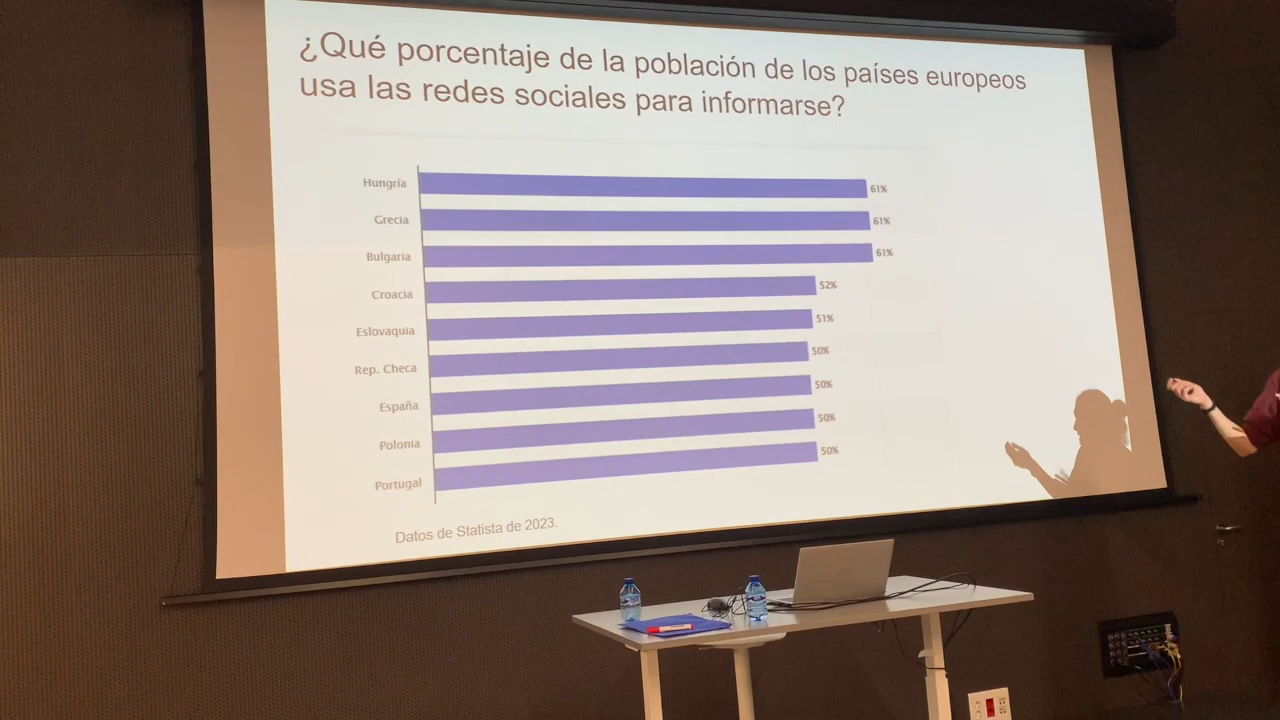 ¿Qué porcentaje de la población de los países europeos
usa las redes sociales para informarse?
Hungría 61%
Grecia 61%
Bulgaria 61%
Croacia 52%
Eslovaquia 51%
Rep. Checa 50%
España 50%
Polonia 50%
Portugal 50%
Datos de Statista de 2023.